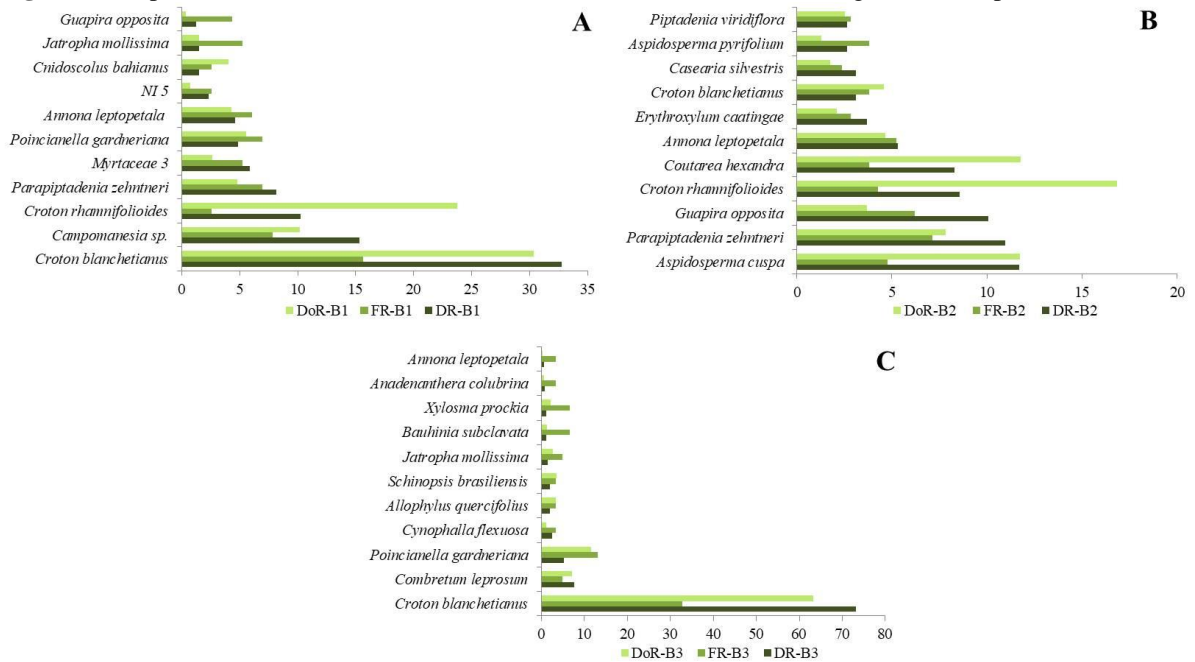 A
Guapira opposita
Jatropha mollissima
Cnidoscolus bahianus
NI 5
Annona leptopetala
Poincianella gardneriana
Myrtaceae 3
Parapiptadenia zehntneri
Croton rhamnifolioides
Campomanesia sp.
Croton blanchetianus
0 5 10 15 20 25 30 35
DoR-B1 FR-B1 DR-B1
B
Piptadenia viridiflora
Aspidosperma pyrifolium
Casearia silvestris
Croton blanchetianus
Erythroxylum caatingae
Annona leptopetala
Coutarea hexandra
Croton rhamnifolioides
Guapira opposita
Parapiptadenia zehntneri
Aspidosperma cuspa
0 5 10 15 20
DoR-B2 FR-B2 DR-B2
C
Annona leptopetala
Anadenanthera colubrina
Xylosma prockia
Bauhinia subclavata
Jatropha mollissima
Schinopsis brasiliensis
Allophylus quercifolius
Cynophalla flexuosa
Poincianella gardneriana
Combretum leprosum
Croton blanchetianus
0 10 20 30 40 50 60 70 80
DoR-B3 FR-B3 DR-B3